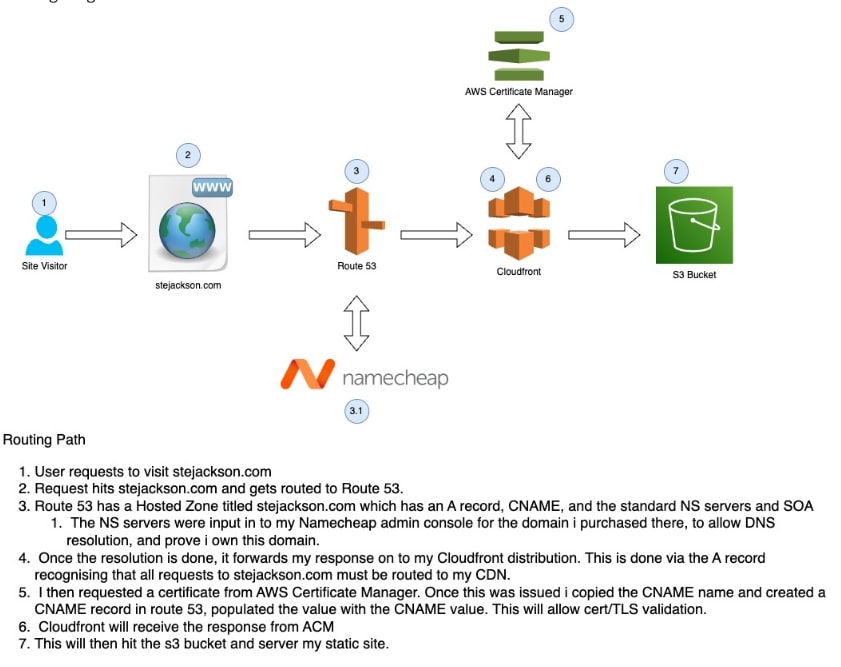 5
AWS Certificate Manager
2
3
4
6
7
1
WWW
Site Visitor
stejackson.com
Route 53
Cloudfront
S3 Bucket
namecheap
3.1
Routing Path
1. User requests to visit stejackson.com
2. Request hits stejackson.com and gets routed to Route 53.
3. Route 53 has a Hosted Zone titled stejackson.com which has an A record, CNAME, and the standard NS servers and SOA
1. The NS servers were input in to my Namecheap admin console for the domain i purchased there, to allow DNS
resolution, and prove i own this domain.
4. Once the resolution is done, it forwards my response on to my Cloudfront distribution. This is done via the A record
recognising that all requests to stejackson.com must be routed to my CDN.
5. I then requested a certificate from AWS Certificate Manager. Once this was issued i copied the CNAME name and created a
CNAME record in route 53, populated the value with the CNAME value. This will allow cert/TLS validation.
6. Cloudfront will receive the response from ACM
7. This will then hit the s3 bucket and server my static site.